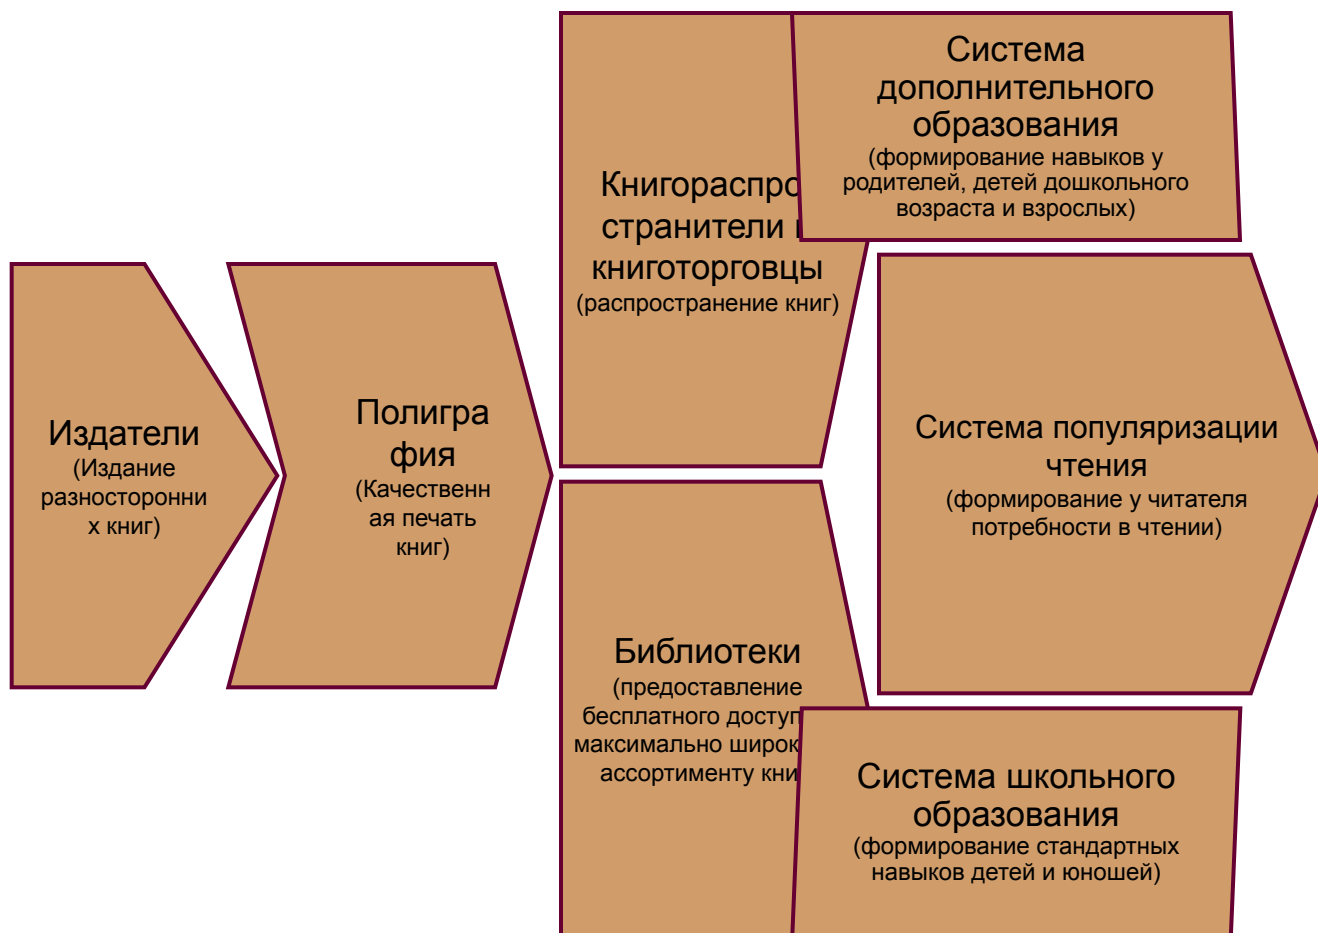 Издатели
(Издание
разносторонни
х книг)
Полигра
фия
(Качественн
ая печать
книг)
Книгораспро
странители
книготорговцы
(распространение книг)
Библиотеки
(предоставление
бесплатного доступ
максимально широк
ассортименту кни
Система
дополнительного
образования
(формирование навыков у
родителей, детей дошкольного
возраста и взрослых)
Система популяризации
чтения
(формирование у читателя
потребности в чтении)
Система школьного
образования
(формирование стандартных
навыков детей и юношей)